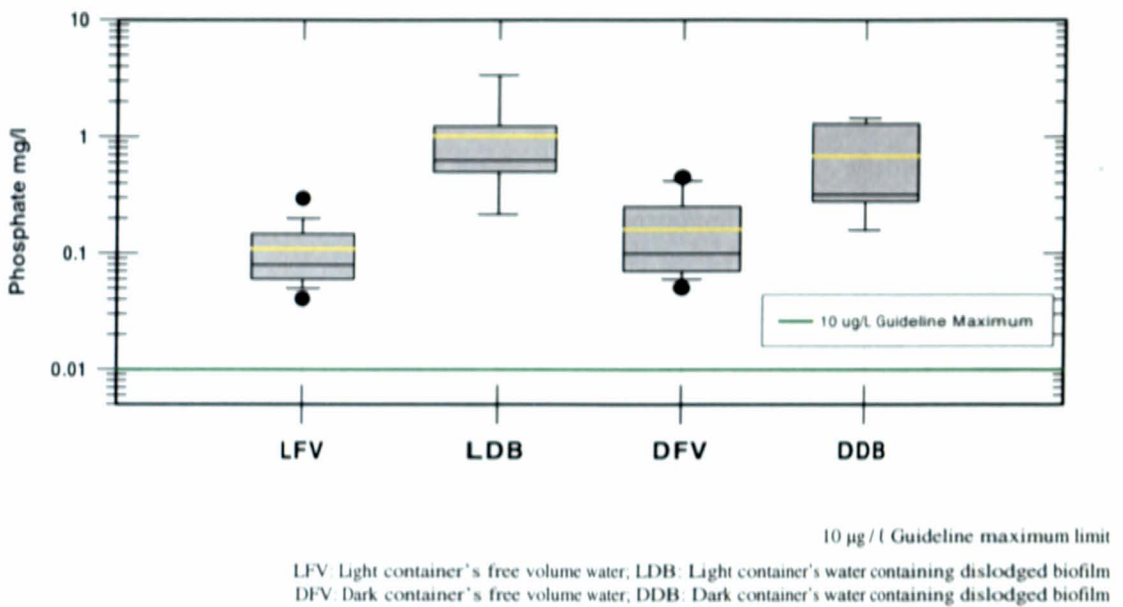 Phosphate mg/l
10
1
0.1
0.01
10 ug/L Guideline Maximum
LFV LDB DFV DDB
10 µg / ℓ Guideline maximum limit
LFV: Light container's free volume water; LDB: Light container's water containing dislodged biofilm
DFV: Dark container's free volume water; DDB: Dark container's water containing dislodged biofilm